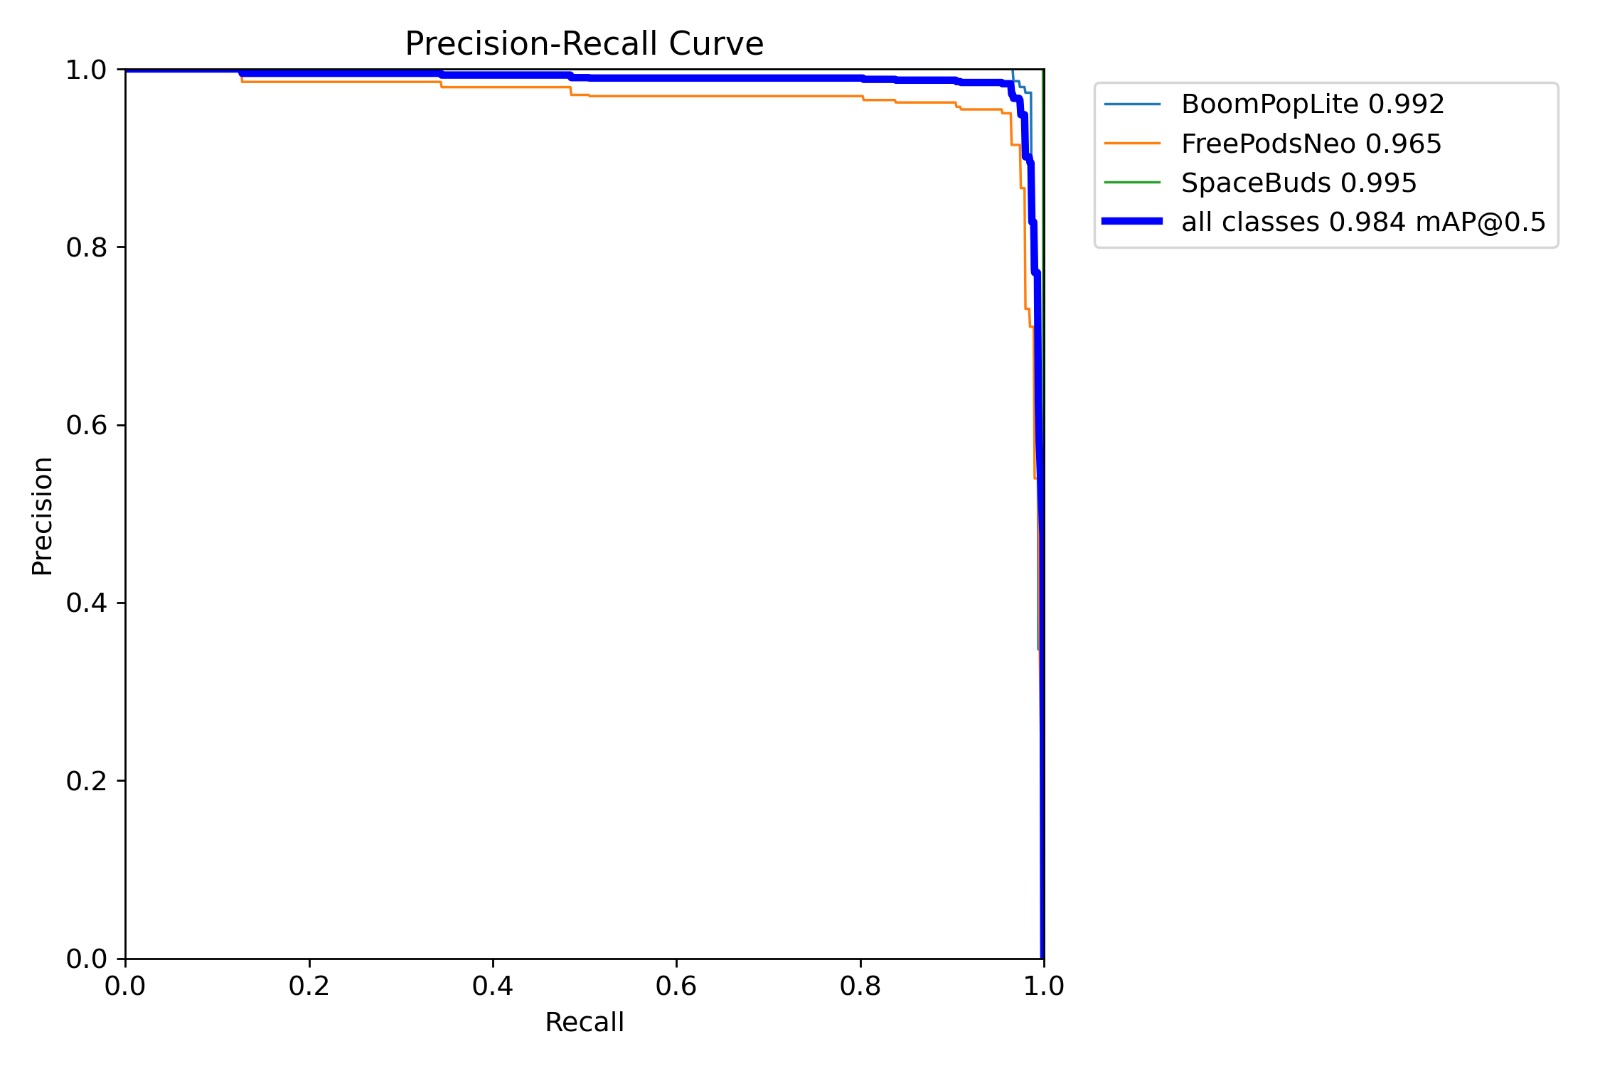 Precision-Recall Curve
1.0
0.8
0.6
0.4
0.2
0.0
Precision
0.0 0.2 0.4 0.6 0.8 1.0
Recall
BoomPopLite 0.992
FreePodsNeo 0.965
SpaceBuds 0.995
all classes 0.984 mAP@0.5